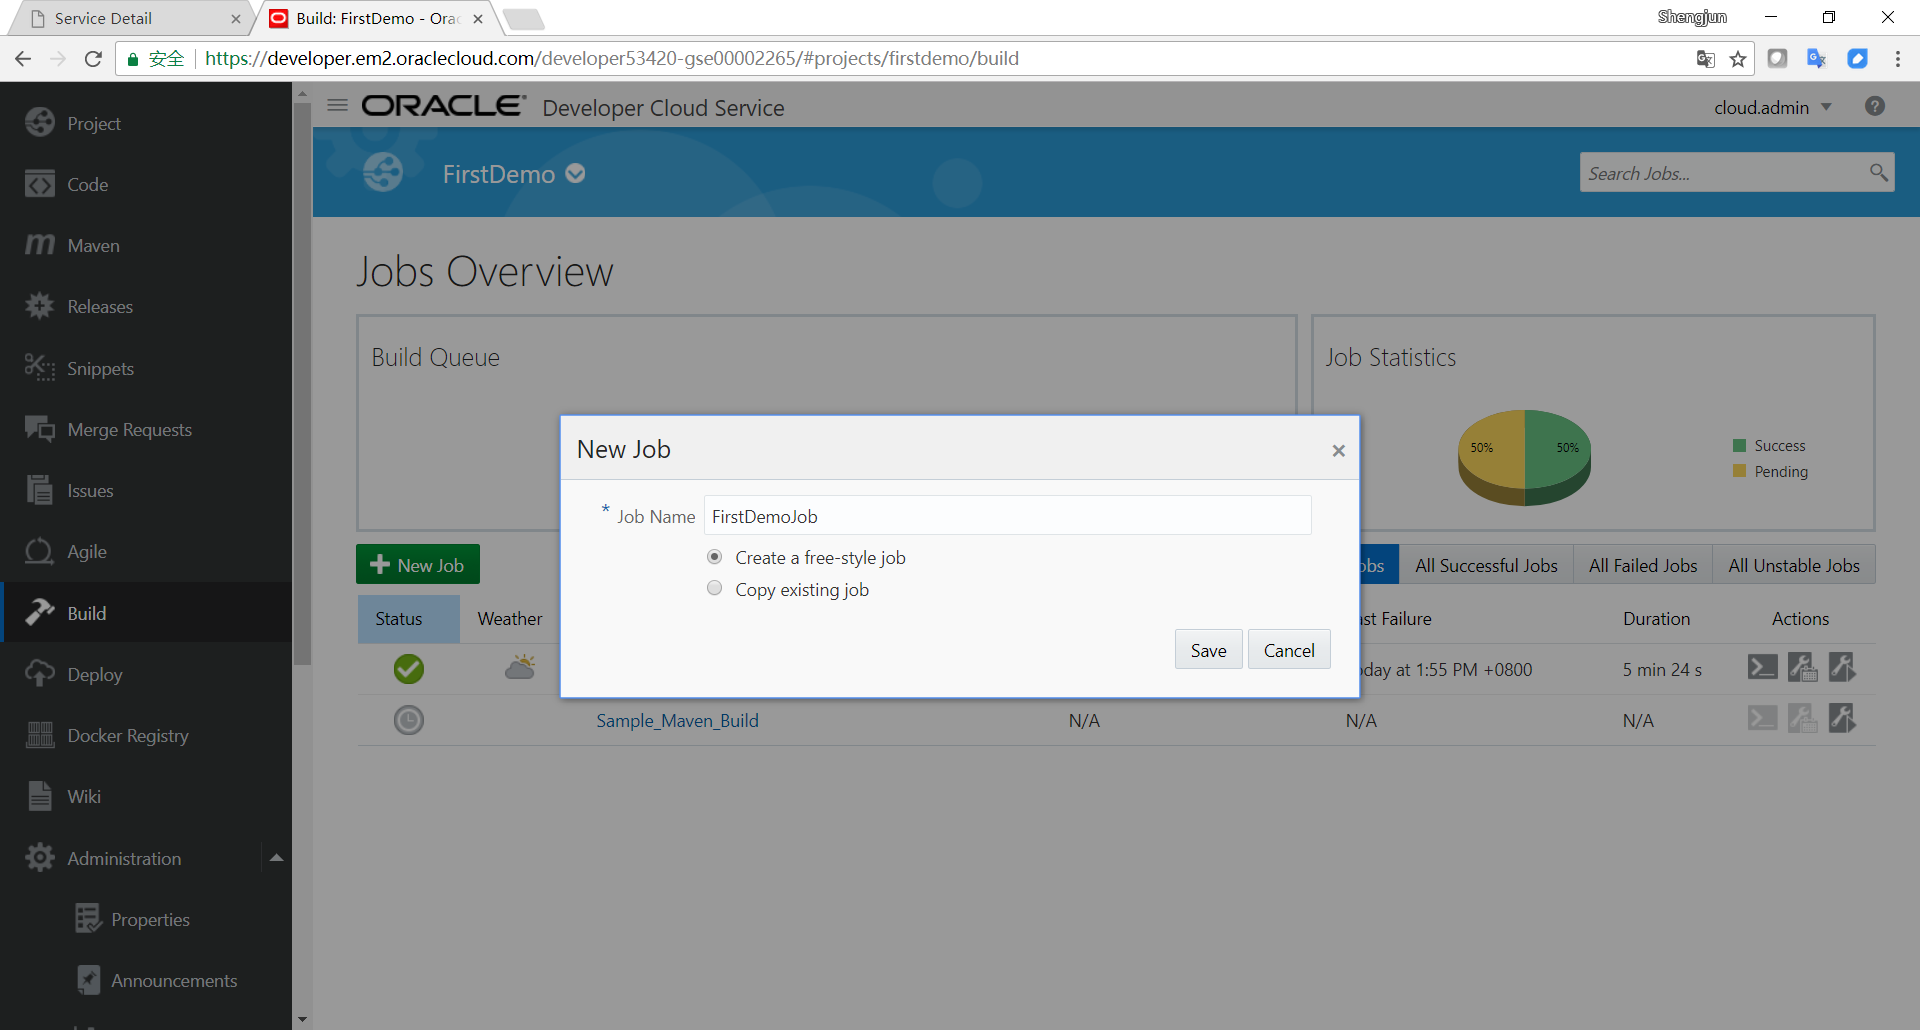 Service Detail
Build: FirstDemo - Orac
Shengjun
安全
https://developer.em2.oraclecloud.com/developer53420-gse00002265/#projects/firstdemo/build
ORACLE Developer Cloud Service
cloud.admin
Project
Code
Maven
Releases
Snippets
Merge Requests
Issues
Agile
Build
Deploy
Docker Registry
Wiki
Administration
Properties
Announcements
FirstDemo
Search Jobs...
Jobs Overview
Build Queue
Job Statistics
50%
50%
Success
Pending
New Job
* Job Name
FirstDemoJob
Create a free-style job
Copy existing job
Save
Cancel
New Job
obs
All Successful Jobs
All Failed Jobs
All Unstable Jobs
Status
Weather
ast Failure
Duration
Actions
oday at 1:55 PM +0800
5 min 24 s
Sample_Maven_Build
N/A
N/A
N/A